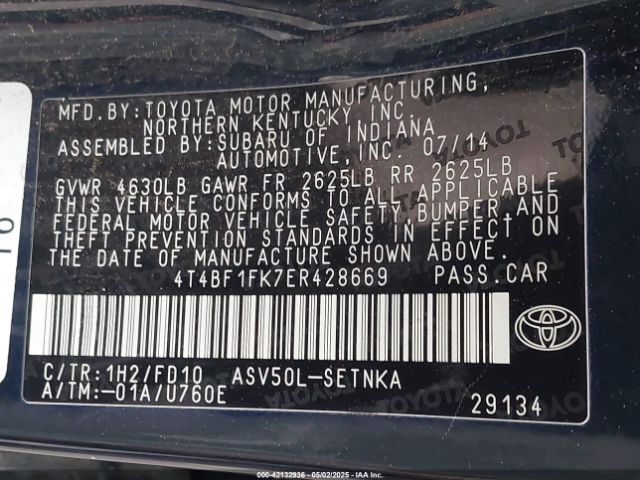 MFD.BY:TOYOTA MOTOR MANUFACTURING,
NORTHERN KENTUCKY,INC.
ASSEMBLED BY:SUBARU OF INDIANA
AUTOMOTIVE,INC. 07/14
GVWR 4630LB GAWR FR 2625LB RR 2625LB
THIS VEHICLE CONFORMS TO ALL APPLICABLE
FEDERAL MOTOR VEHICLE SAFETY,BUMPER,AND
THEFT PREVENTION STANDARDS IN EFFECT ON
THE DATE OF MANUFACTURE SHOWN ABOVE.
4T4BF1FK7ER428669 PASS.CAR
C/TR:1H2/FD10 ASV50L-SETNKA
A/TM:-01A/U760E
29134
000-42132936 - 05/02/2025 - IAAI, Inc.